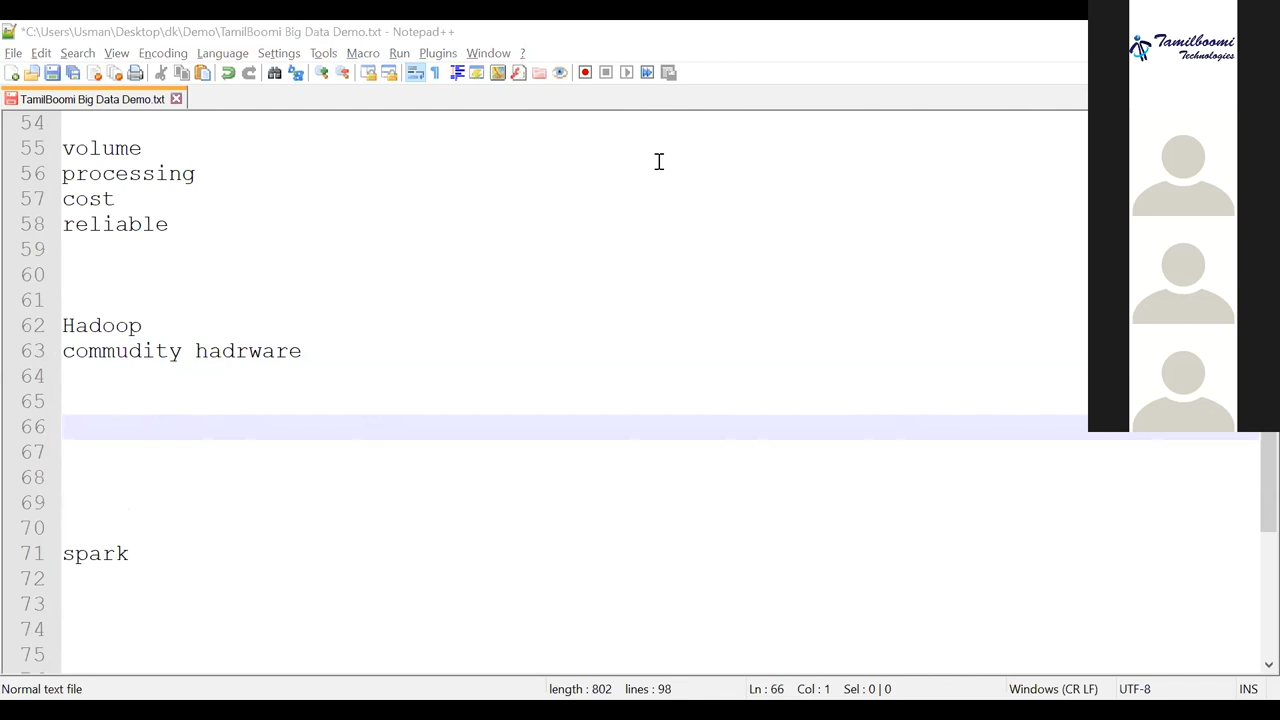 *C:\Users\Usman\Desktop\dk\Demo\TamilBoomi Big Data Demo.txt - Notepad++
File Edit Search View Encoding Language Settings Tools Macro Run Plugins Window ?
TamilBoomi Big Data Demo.txt
Tamilboomi
Technologies
54
55 volume
56 processing
57 cost
58 reliable
59
60
61
62 Hadoop
63 commudity hadrware
64
65
66
67
68
69
70
71 spark
72
73
74
75
Normal text file length : 802 lines : 98 Ln : 66 Col : 1 Sel : 0 | 0 Windows (CR LF) UTF-8 INS